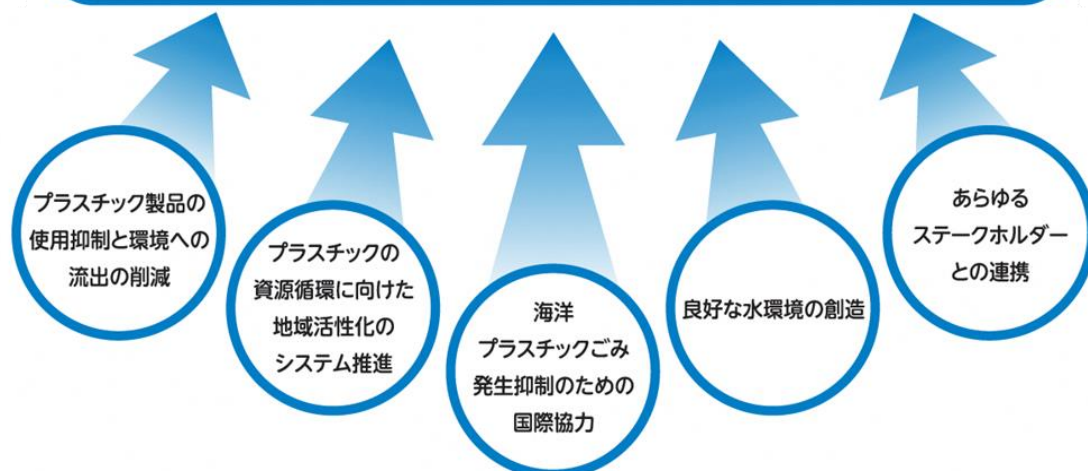 プラスチック製品の
使用抑制と環境への
流出の削減
プラスチックの
資源循環に向けた
地域活性化の
システム推進
海洋
プラスチックごみ
発生抑制のための
国際協力
良好な水環境の創造
あらゆる
ステークホルダー
との連携